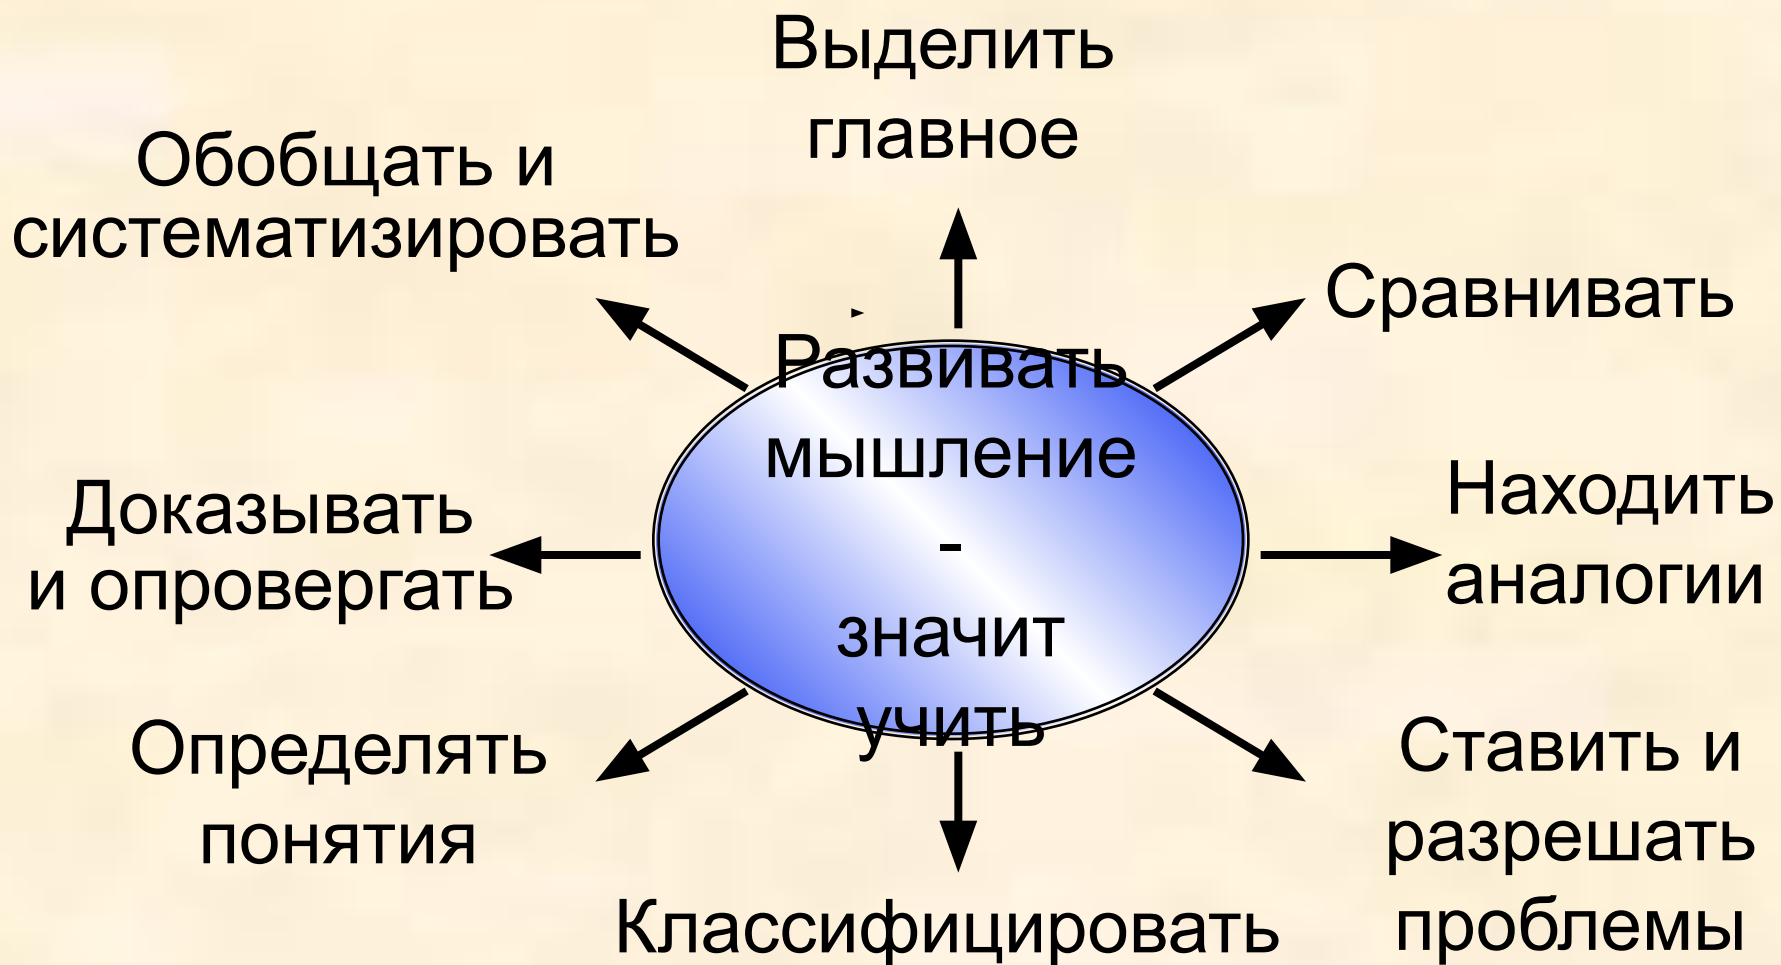 Выделить
главное
Обобщать и
систематизировать
Сравнивать
Развивать
мышление
-
значит
учить
Находить
аналогии
Доказывать
и опровергать
Определять
понятия
Ставить и
разрешать
проблемы
Классифицировать